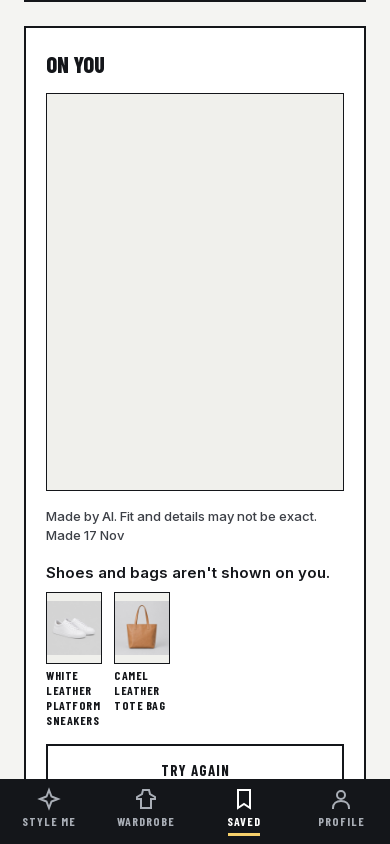 ON YOU
Made by AI. Fit and details may not be exact.
Made 17 Nov
Shoes and bags aren't shown on you.
WHITE
LEATHER
PLATFORM
SNEAKERS
CAMEL
LEATHER
TOTE BAG
TRY AGAIN
STYLE ME
WARDROBE
SAVED
PROFILE